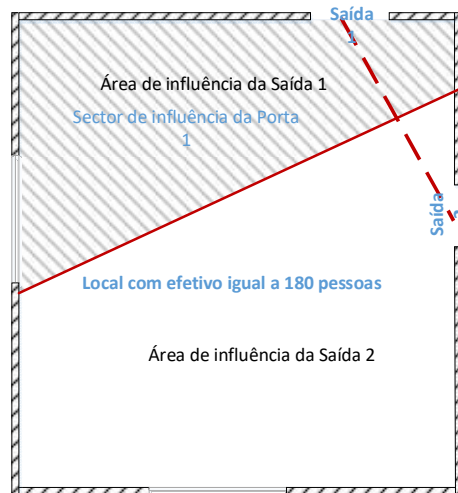 Saída
1
Área de influência da Saída 1
Sector de influência da Porta
1
Saída
Local com efetivo igual a 180 pessoas
Área de influência da Saída 2